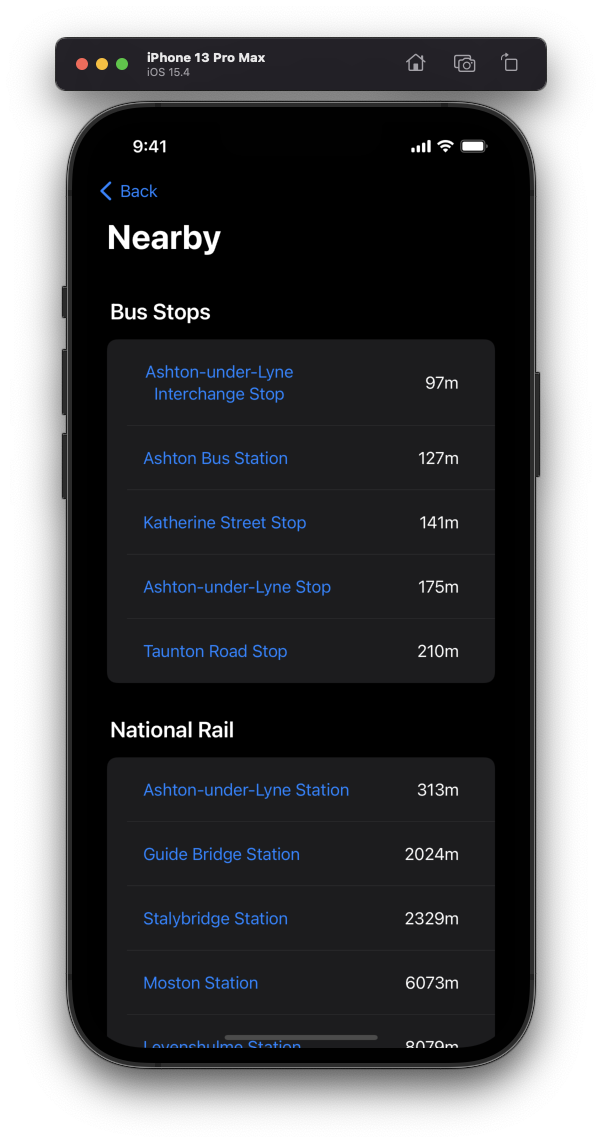 iPhone 13 Pro Max
iOS 15.4
9:41
Back
Nearby
Bus Stops
Ashton-under-Lyne
Interchange Stop
97m
Ashton Bus Station
127m
Katherine Street Stop
141m
Ashton-under-Lyne Stop
175m
Taunton Road Stop
210m
National Rail
Ashton-under-Lyne Station
313m
Guide Bridge Station
2024m
Stalybridge Station
2329m
Moston Station
6073m
Levenshulme Station
8079m